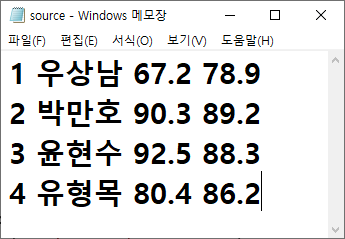 source - Windows 메모장
파일(F) 편집(E) 서식(O) 보기(V) 도움말(H)
1 우상남 67.2 78.9
2 박만호 90.3 89.2
3 윤현수 92.5 88.3
4 유형목 80.4 86.2